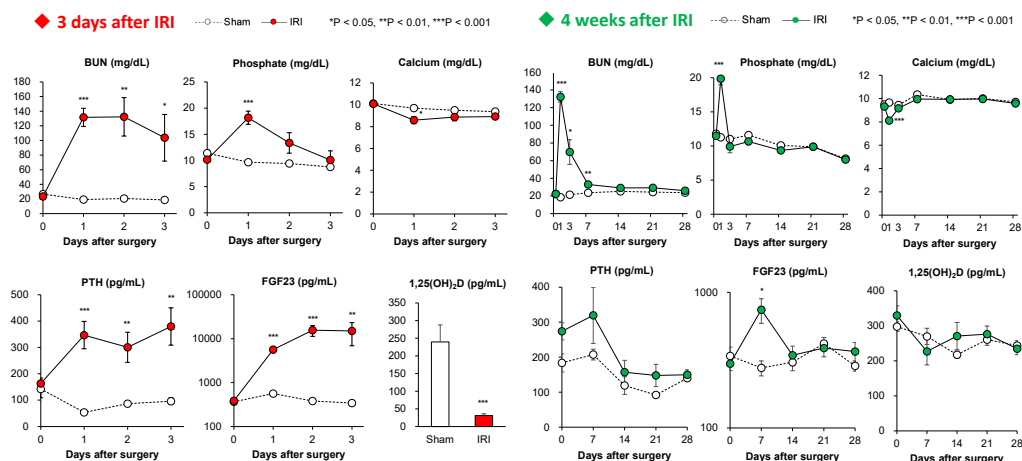 ◆ 3 days after IRI
Sham
IRI
*P < 0.05, **P < 0.01, ***P < 0.001
BUN (mg/dL)
160
140
120
100
80
60
40
20
0
***
**
*
0 1 2 3
Days after surgery
Phosphate (mg/dL)
25
20
15
10
5
0
***
0 1 2 3
Days after surgery
Calcium (mg/dL)
12
10
8
6
4
2
0
*
0 1 2 3
Days after surgery
PTH (pg/mL)
500
400
300
200
100
0
***
**
**
0 1 2 3
Days after surgery
FGF23 (pg/mL)
100000
10000
1000
100
***
***
**
0 1 2 3
Days after surgery
1,25(OH)₂D (pg/mL)
350
300
250
200
150
100
50
0
***
Sham IRI
◆ 4 weeks after IRI
Sham
IRI
*P < 0.05, **P < 0.01, ***P < 0.001
BUN (mg/dL)
160
140
120
100
80
60
40
20
0
***
*
**
01 3 7 14 21 28
Days after surgery
Phosphate (mg/dL)
20
15
10
5
0
***
01 3 7 14 21 28
Days after surgery
Calcium (mg/dL)
12
10
8
6
4
2
0
***
01 3 7 14 21 28
Days after surgery
PTH (pg/mL)
400
300
200
100
0
0 7 14 21 28
Days after surgery
FGF23 (pg/mL)
1000
100
*
0 7 14 21 28
Days after surgery
1,25(OH)₂D (pg/mL)
400
300
200
100
0
0 7 14 21 28
Days after surgery